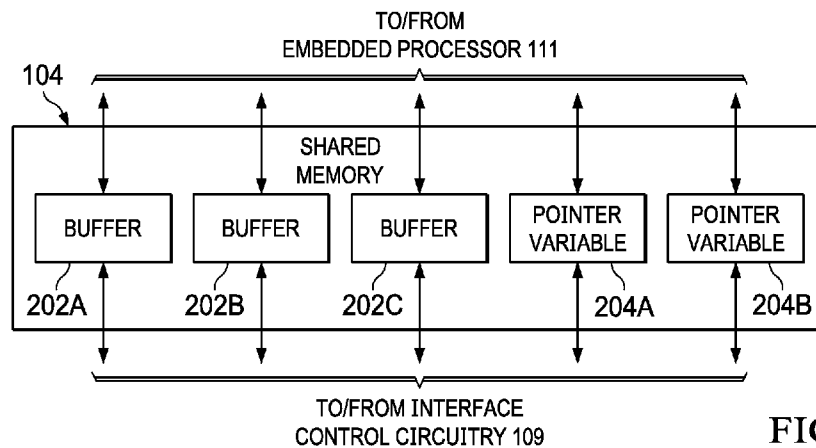 TO/FROM
EMBEDDED PROCESSOR 111
104
SHARED
MEMORY
BUFFER
BUFFER
BUFFER
POINTER
VARIABLE
POINTER
VARIABLE
202A
202B
202C
204A
204B
TO/FROM INTERFACE
CONTROL CIRCUITRY 109
FIG